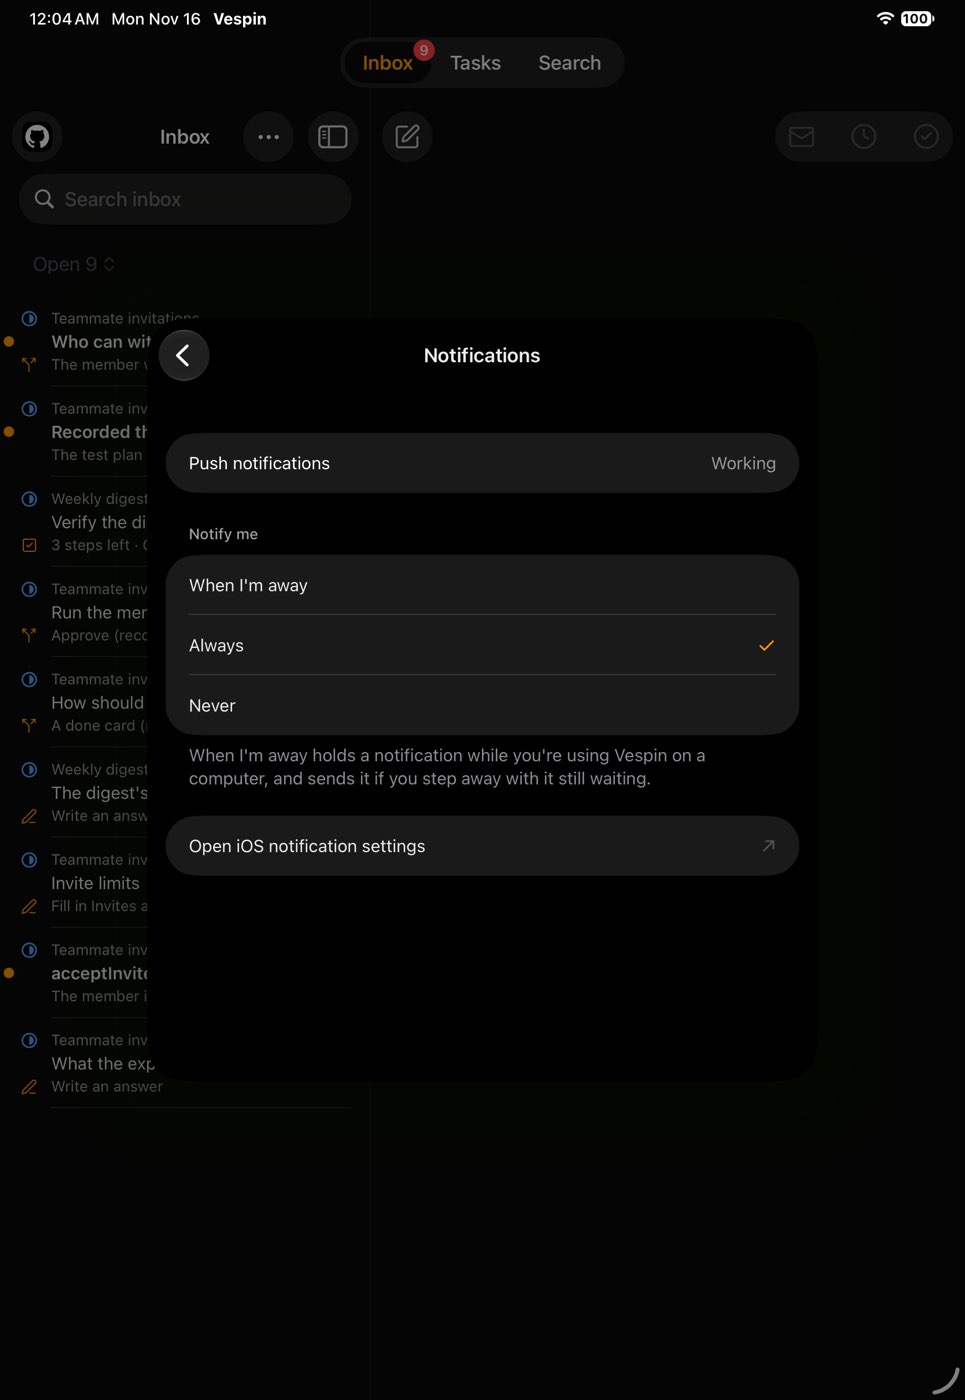 12:04 AM Mon Nov 16 Vespin
100
Inbox
9
Tasks
Search
Inbox
Search inbox
Open 9
Teammate invitations
Who can wit
The member
Teammate inv
Recorded th
The test plan
Weekly digest
Verify the di
3 steps left ·
Teammate inv
Run the mer
Approve (reco
Teammate inv
How should
A done card (
Weekly digest
The digest's
Write an answ
Teammate inv
Invite limits
Fill in Invites a
Teammate inv
acceptInvite
The member i
Teammate inv
What the exp
Write an answer
Notifications
Push notifications
Working
Notify me
When I'm away
Always
Never
When I'm away holds a notification while you're using Vespin on a
computer, and sends it if you step away with it still waiting.
Open iOS notification settings